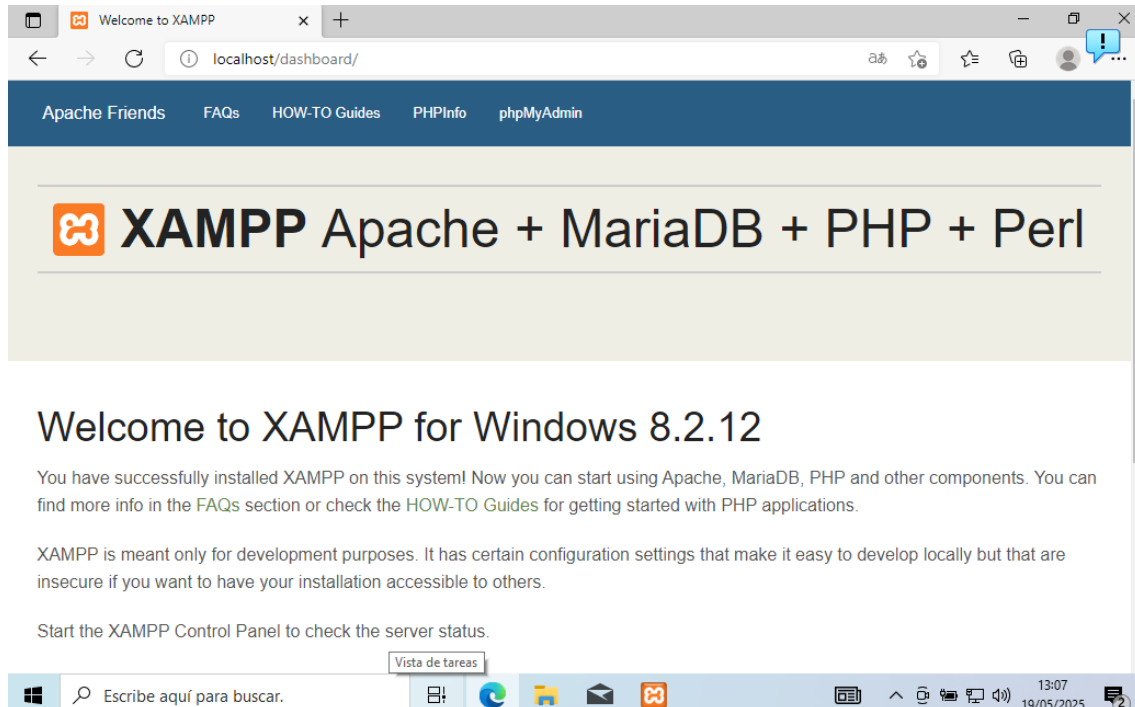 Welcome to XAMPP
localhost/dashboard/
aあ
Apache Friends FAQs HOW-TO Guides PHPInfo phpMyAdmin
XAMPP Apache + MariaDB + PHP + Perl
Welcome to XAMPP for Windows 8.2.12
You have successfully installed XAMPP on this system! Now you can start using Apache, MariaDB, PHP and other components. You can
find more info in the FAQs section or check the HOW-TO Guides for getting started with PHP applications.
XAMPP is meant only for development purposes. It has certain configuration settings that make it easy to develop locally but that are
insecure if you want to have your installation accessible to others.
Start the XAMPP Control Panel to check the server status.
Vista de tareas
Escribe aquí para buscar.
13:07
19/05/2025
2